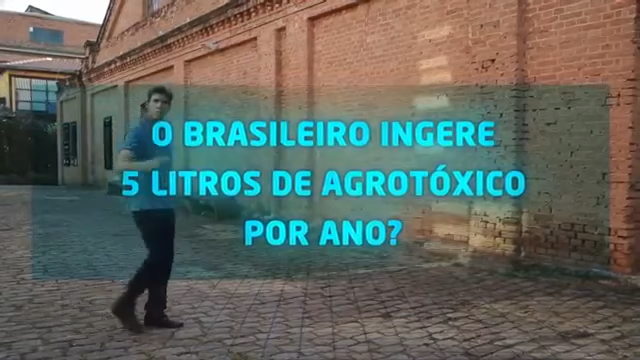 O BRASILEIRO INGERE
5 LITROS DE AGROTÓXICO
POR ANO?